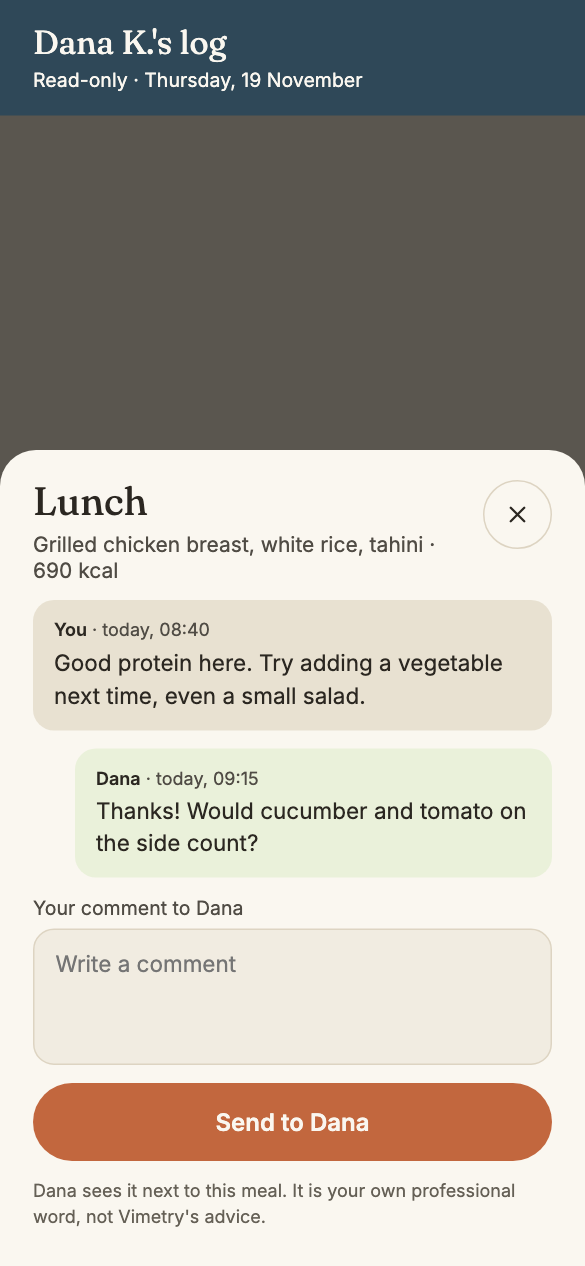 Dana K.'s log
Read-only · Thursday, 19 November
Lunch
Grilled chicken breast, white rice, tahini ·
690 kcal
You · today, 08:40
Good protein here. Try adding a vegetable
next time, even a small salad.
Dana · today, 09:15
Thanks! Would cucumber and tomato on
the side count?
Your comment to Dana
Write a comment
Send to Dana
Dana sees it next to this meal. It is your own professional
word, not Vimetry's advice.